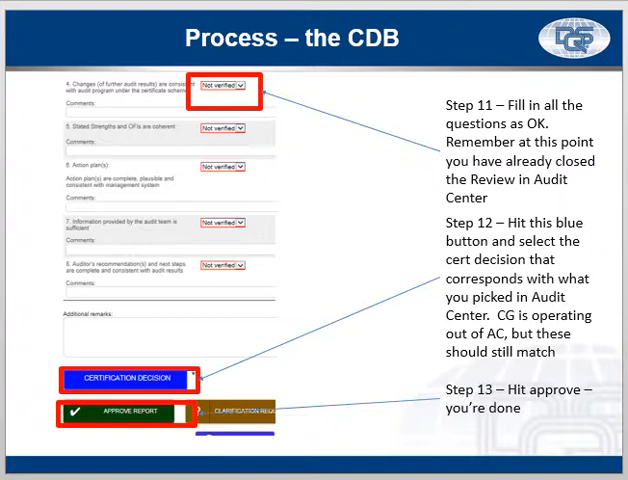 Process – the CDB
DQS
4. Changes (of further audit results) are consist
with audit program under the certificate schem
Not verified
Comments:
5. Stated Strengths and OFIs are coherent
Not verified
Comments:
6. Action plan(s)
Not verified
Action plan(s) are complete, plausible and
consistent with management system
Comments:
7. Information provided by the audit team is
sufficient
Not verified
Comments:
8. Auditor's recommendation(s) and next steps
are complete and consistent with audit results
Not verified
Comments:
Additional remarks:
CERTIFICATION DECISION
APPROVE REPORT
CLARIFICATION REQ
Step 11 – Fill in all the
questions as OK.
Remember at this point
you have already closed
the Review in Audit
Center
Step 12 – Hit this blue
button and select the
cert decision that
corresponds with what
you picked in Audit
Center. CG is operating
out of AC, but these
should still match
Step 13 – Hit approve –
you're done